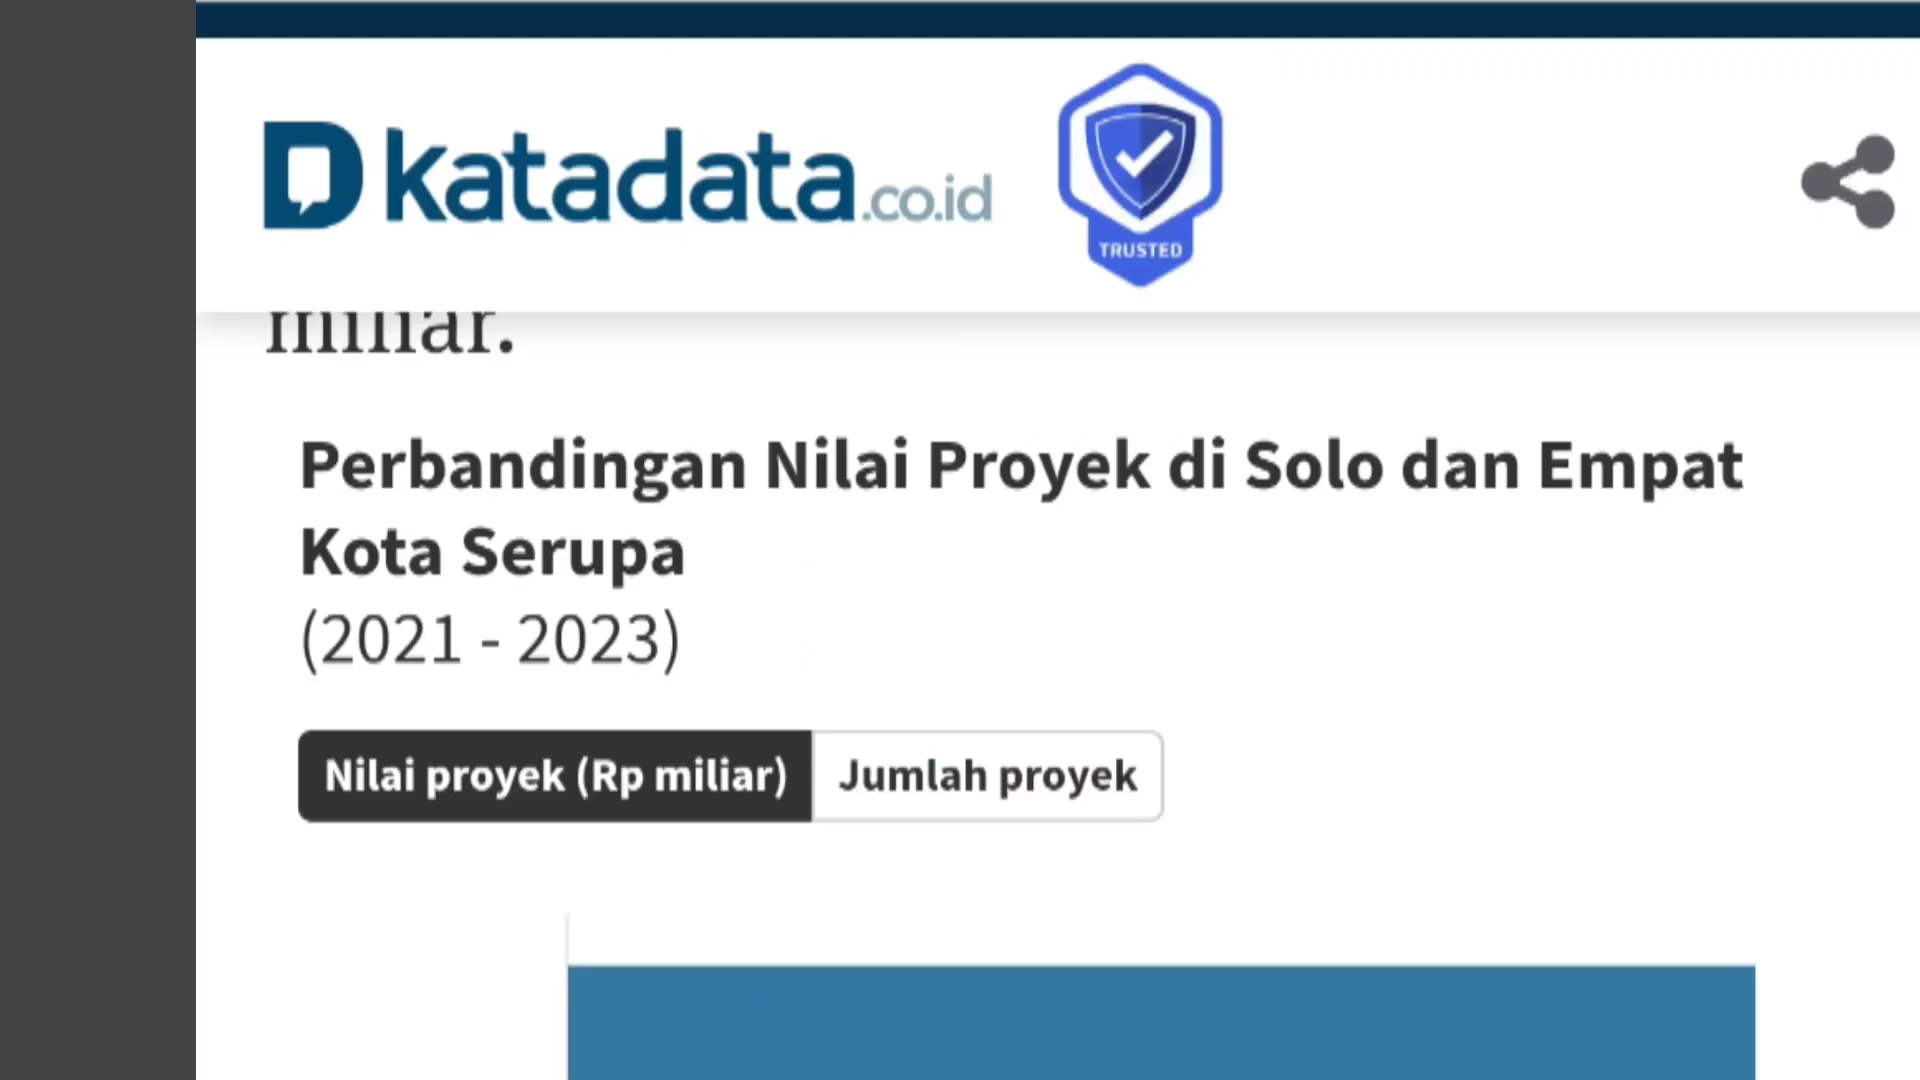 katadata.co.id
TRUSTED
miliar.
Perbandingan Nilai Proyek di Solo dan Empat
Kota Serupa
(2021 - 2023)
Nilai proyek (Rp miliar)
Jumlah proyek